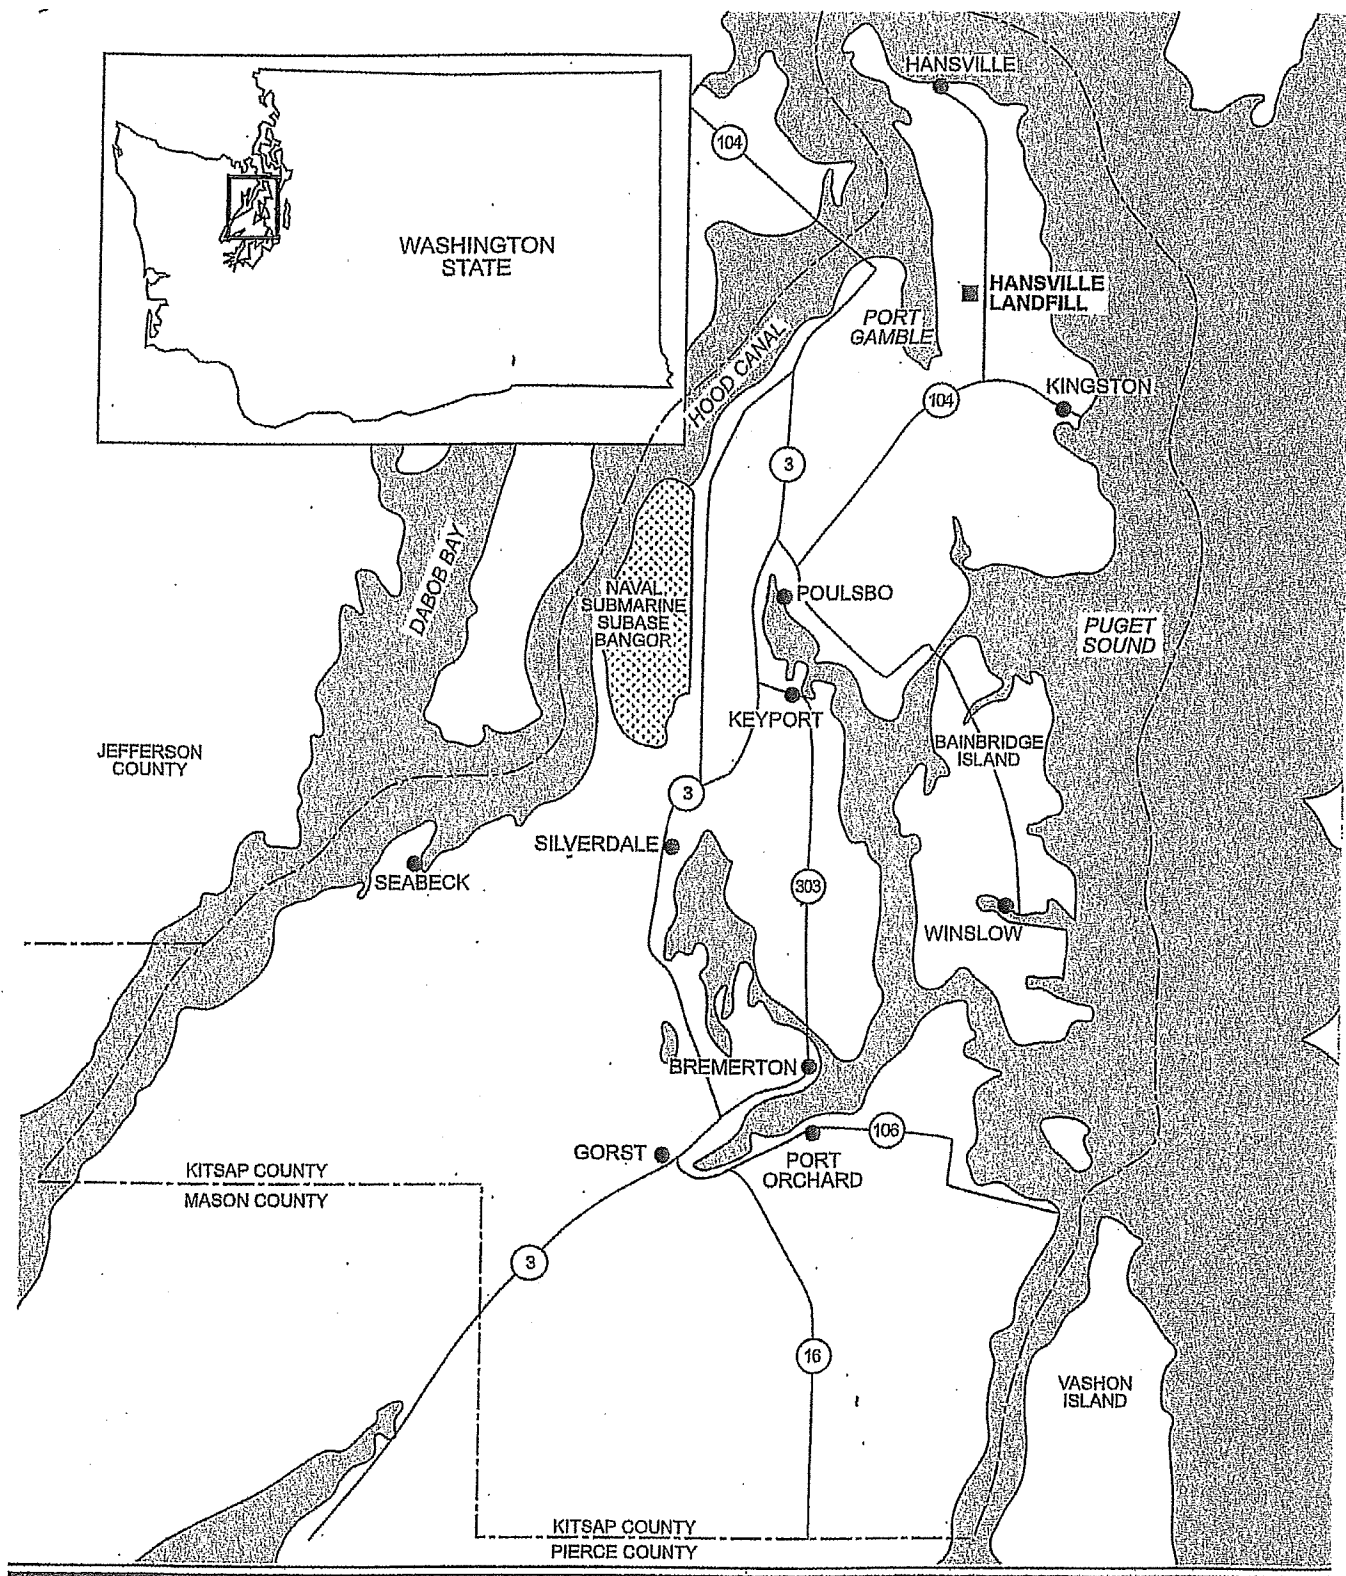 HANSVILLE
104
WASHINGTON
STATE
HANSVILLE
LANDFILL
PORT
GAMBLE
HOOD CANAL
KINGSTON
104
3
DABOB BAY
NAVAL
SUBMARINE
SUBASE
BANGOR
POULSBO
PUGET
SOUND
KEYPORT
JEFFERSON
COUNTY
BAINBRIDGE
ISLAND
3
SILVERDALE
SEABECK
303
WINSLOW
BREMERTON
106
GORST
PORT
ORCHARD
KITSAP COUNTY
MASON COUNTY
3
16
VASHON
ISLAND
KITSAP COUNTY
PIERCE COUNTY